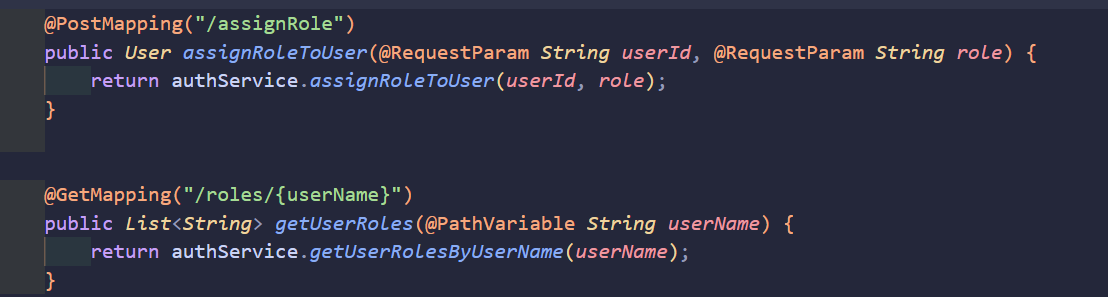 @PostMapping("/assignRole")
public User assignRoleToUser(@RequestParam String userId, @RequestParam String role) {
    return authService.assignRoleToUser(userId, role);
}
@GetMapping("/roles/{userName}")
public List<String> getUserRoles(@PathVariable String userName) {
    return authService.getUserRolesByUserName(userName);
}